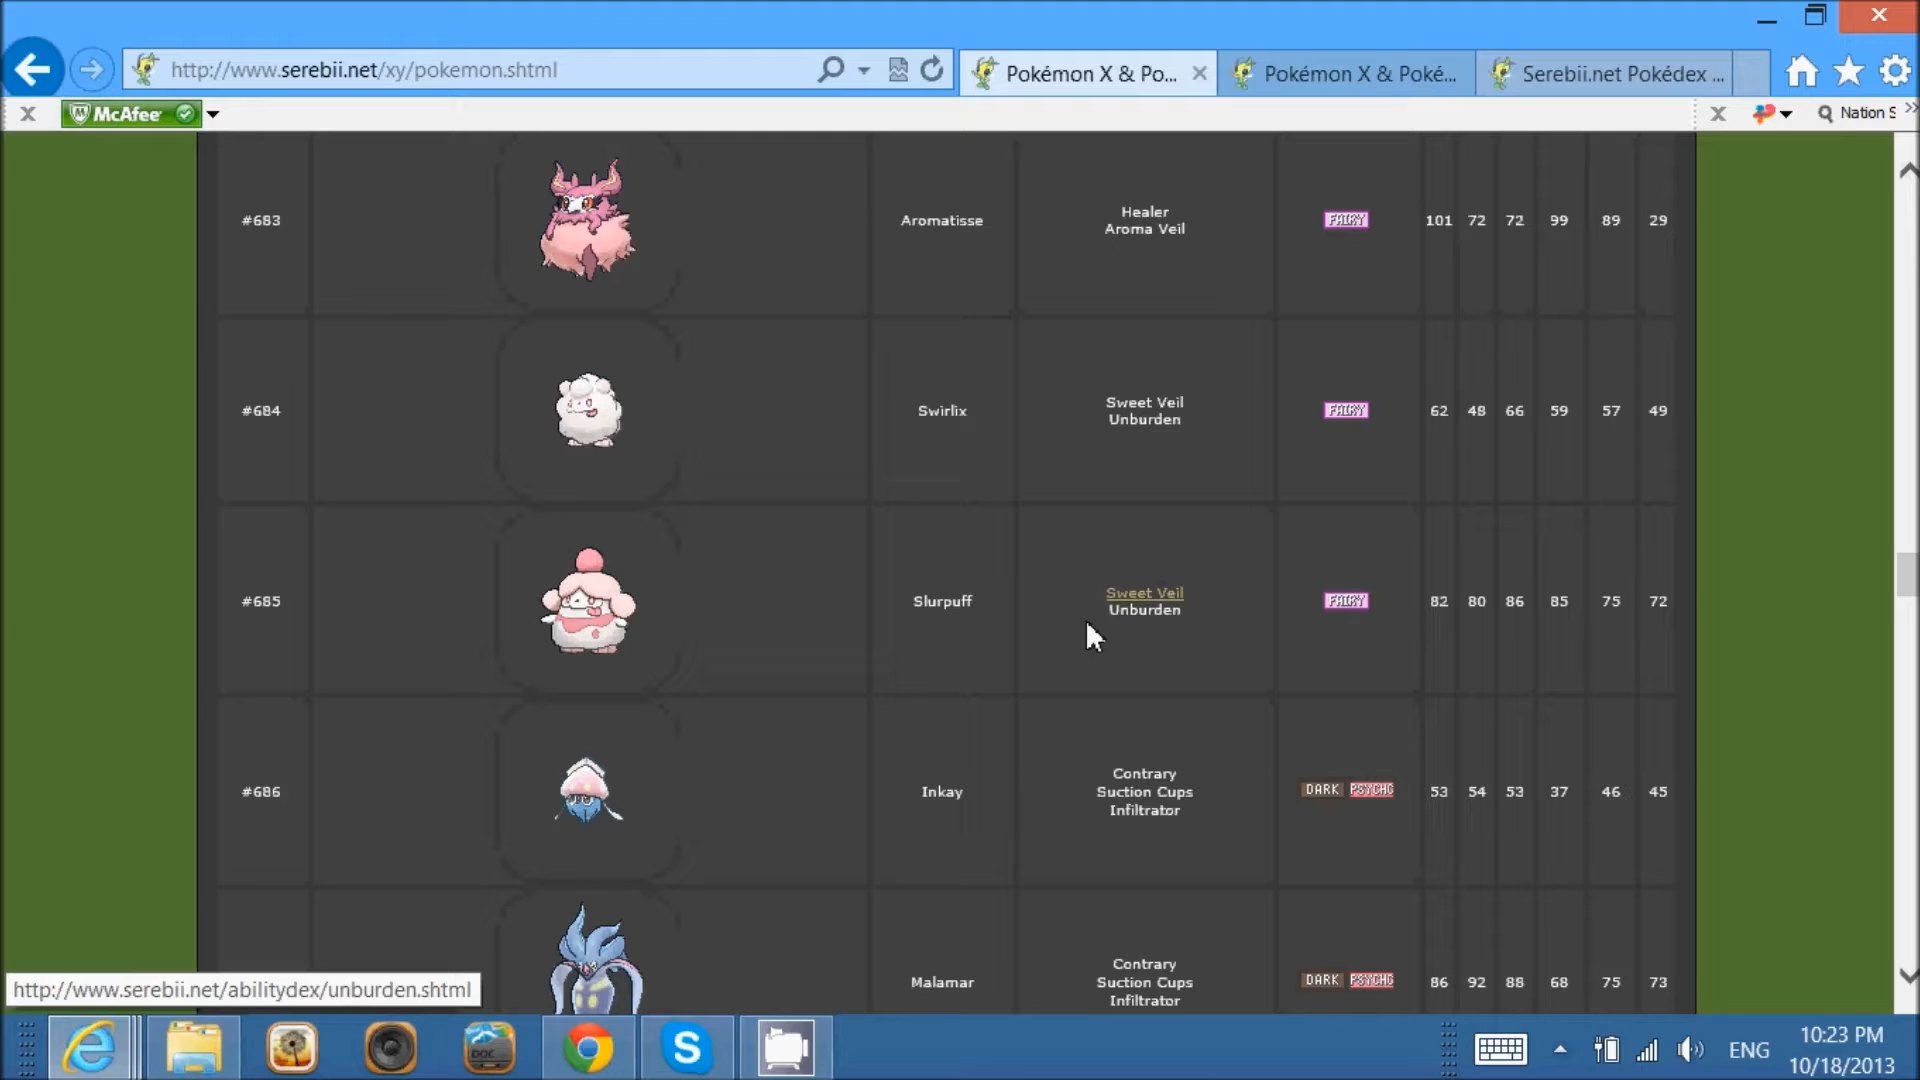 http://www.serebii.net/xy/pokemon.shtml
Pokémon X & Po...
Pokémon X & Poké...
Serebii.net Pokédex ...
McAfee
Nation S
#683
Aromatisse
Healer
Aroma Veil
FAIRY
101 72 72 99 89 29
#684
Swirlix
Sweet Veil
Unburden
FAIRY
62 48 66 59 57 49
#685
Slurpuff
Sweet Veil
Unburden
FAIRY
82 80 86 85 75 72
#686
Inkay
Contrary
Suction Cups
Infiltrator
DARK PSYCHC
53 54 53 37 46 45
Malamar
Contrary
Suction Cups
Infiltrator
DARK PSYCHC
86 92 88 68 75 73
http://www.serebii.net/abilitydex/unburden.shtml
DOC
ENG
10:23 PM
10/18/2013